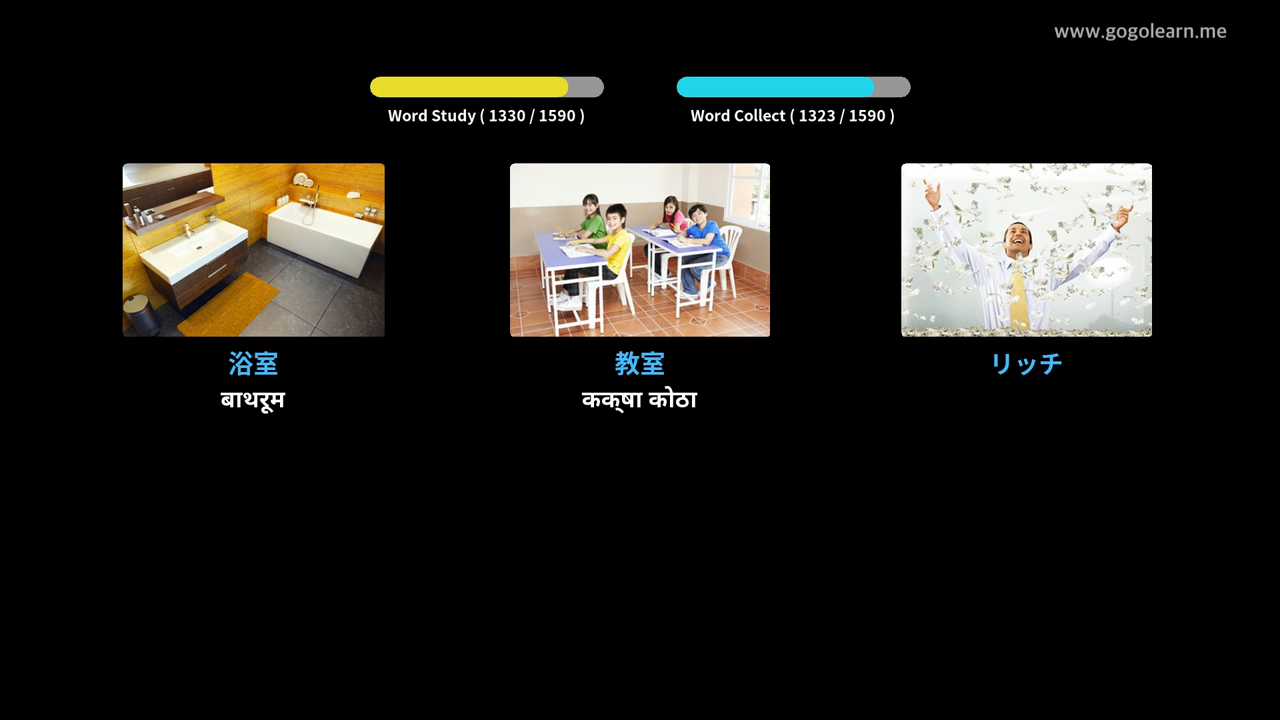 www.gogolearn.me
Word Study ( 1330 / 1590 )
Word Collect ( 1323 / 1590 )
浴室
बाथरूम
教室
कक्षा कोठा
リッチ